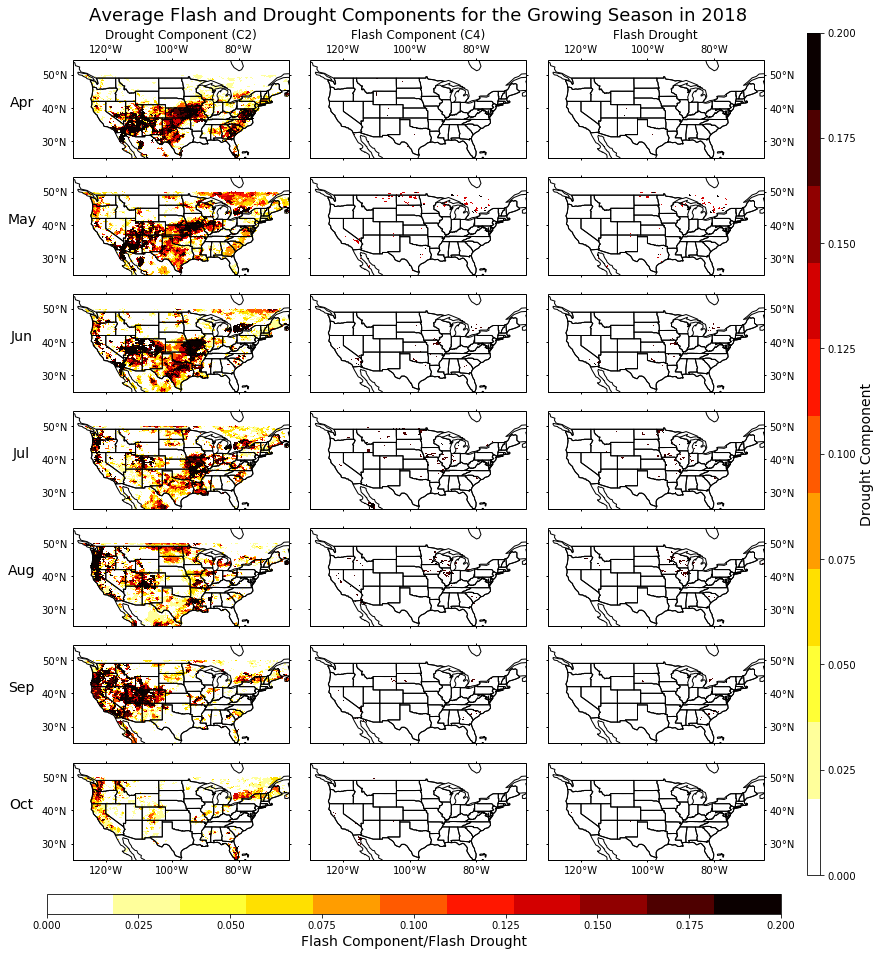 Average Flash and Drought Components for the Growing Season in 2018
Drought Component (C2) Flash Component (C4) Flash Drought
120°W 100°W 80°W 120°W 100°W 80°W 120°W 100°W 80°W
0.200
50°N 50°N
Apr 40°N 40°N
30°N 30°N
0.175
50°N 50°N
May 40°N 40°N
30°N 30°N
0.150
50°N 50°N
Jun 40°N 40°N
30°N 30°N
0.125
50°N 50°N
Jul 40°N 40°N
30°N 30°N
0.100
Drought Component
50°N 50°N
Aug 40°N 40°N
30°N 30°N
0.075
50°N 50°N
Sep 40°N 40°N
30°N 30°N
0.050
50°N 50°N
Oct 40°N 40°N
30°N 30°N
0.025
120°W 100°W 80°W 120°W 100°W 80°W 120°W 100°W 80°W
0.000
0.000 0.025 0.050 0.075 0.100 0.125 0.150 0.175 0.200
Flash Component/Flash Drought